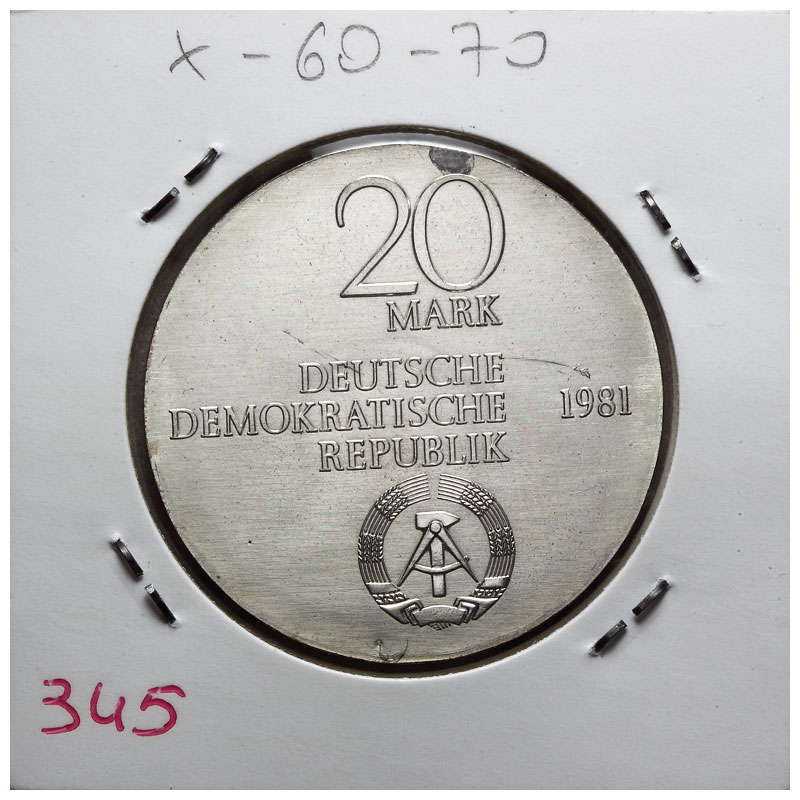 x - 60 - 70
20
MARK
DEUTSCHE
DEMOKRATISCHE
REPUBLIK
1981
345